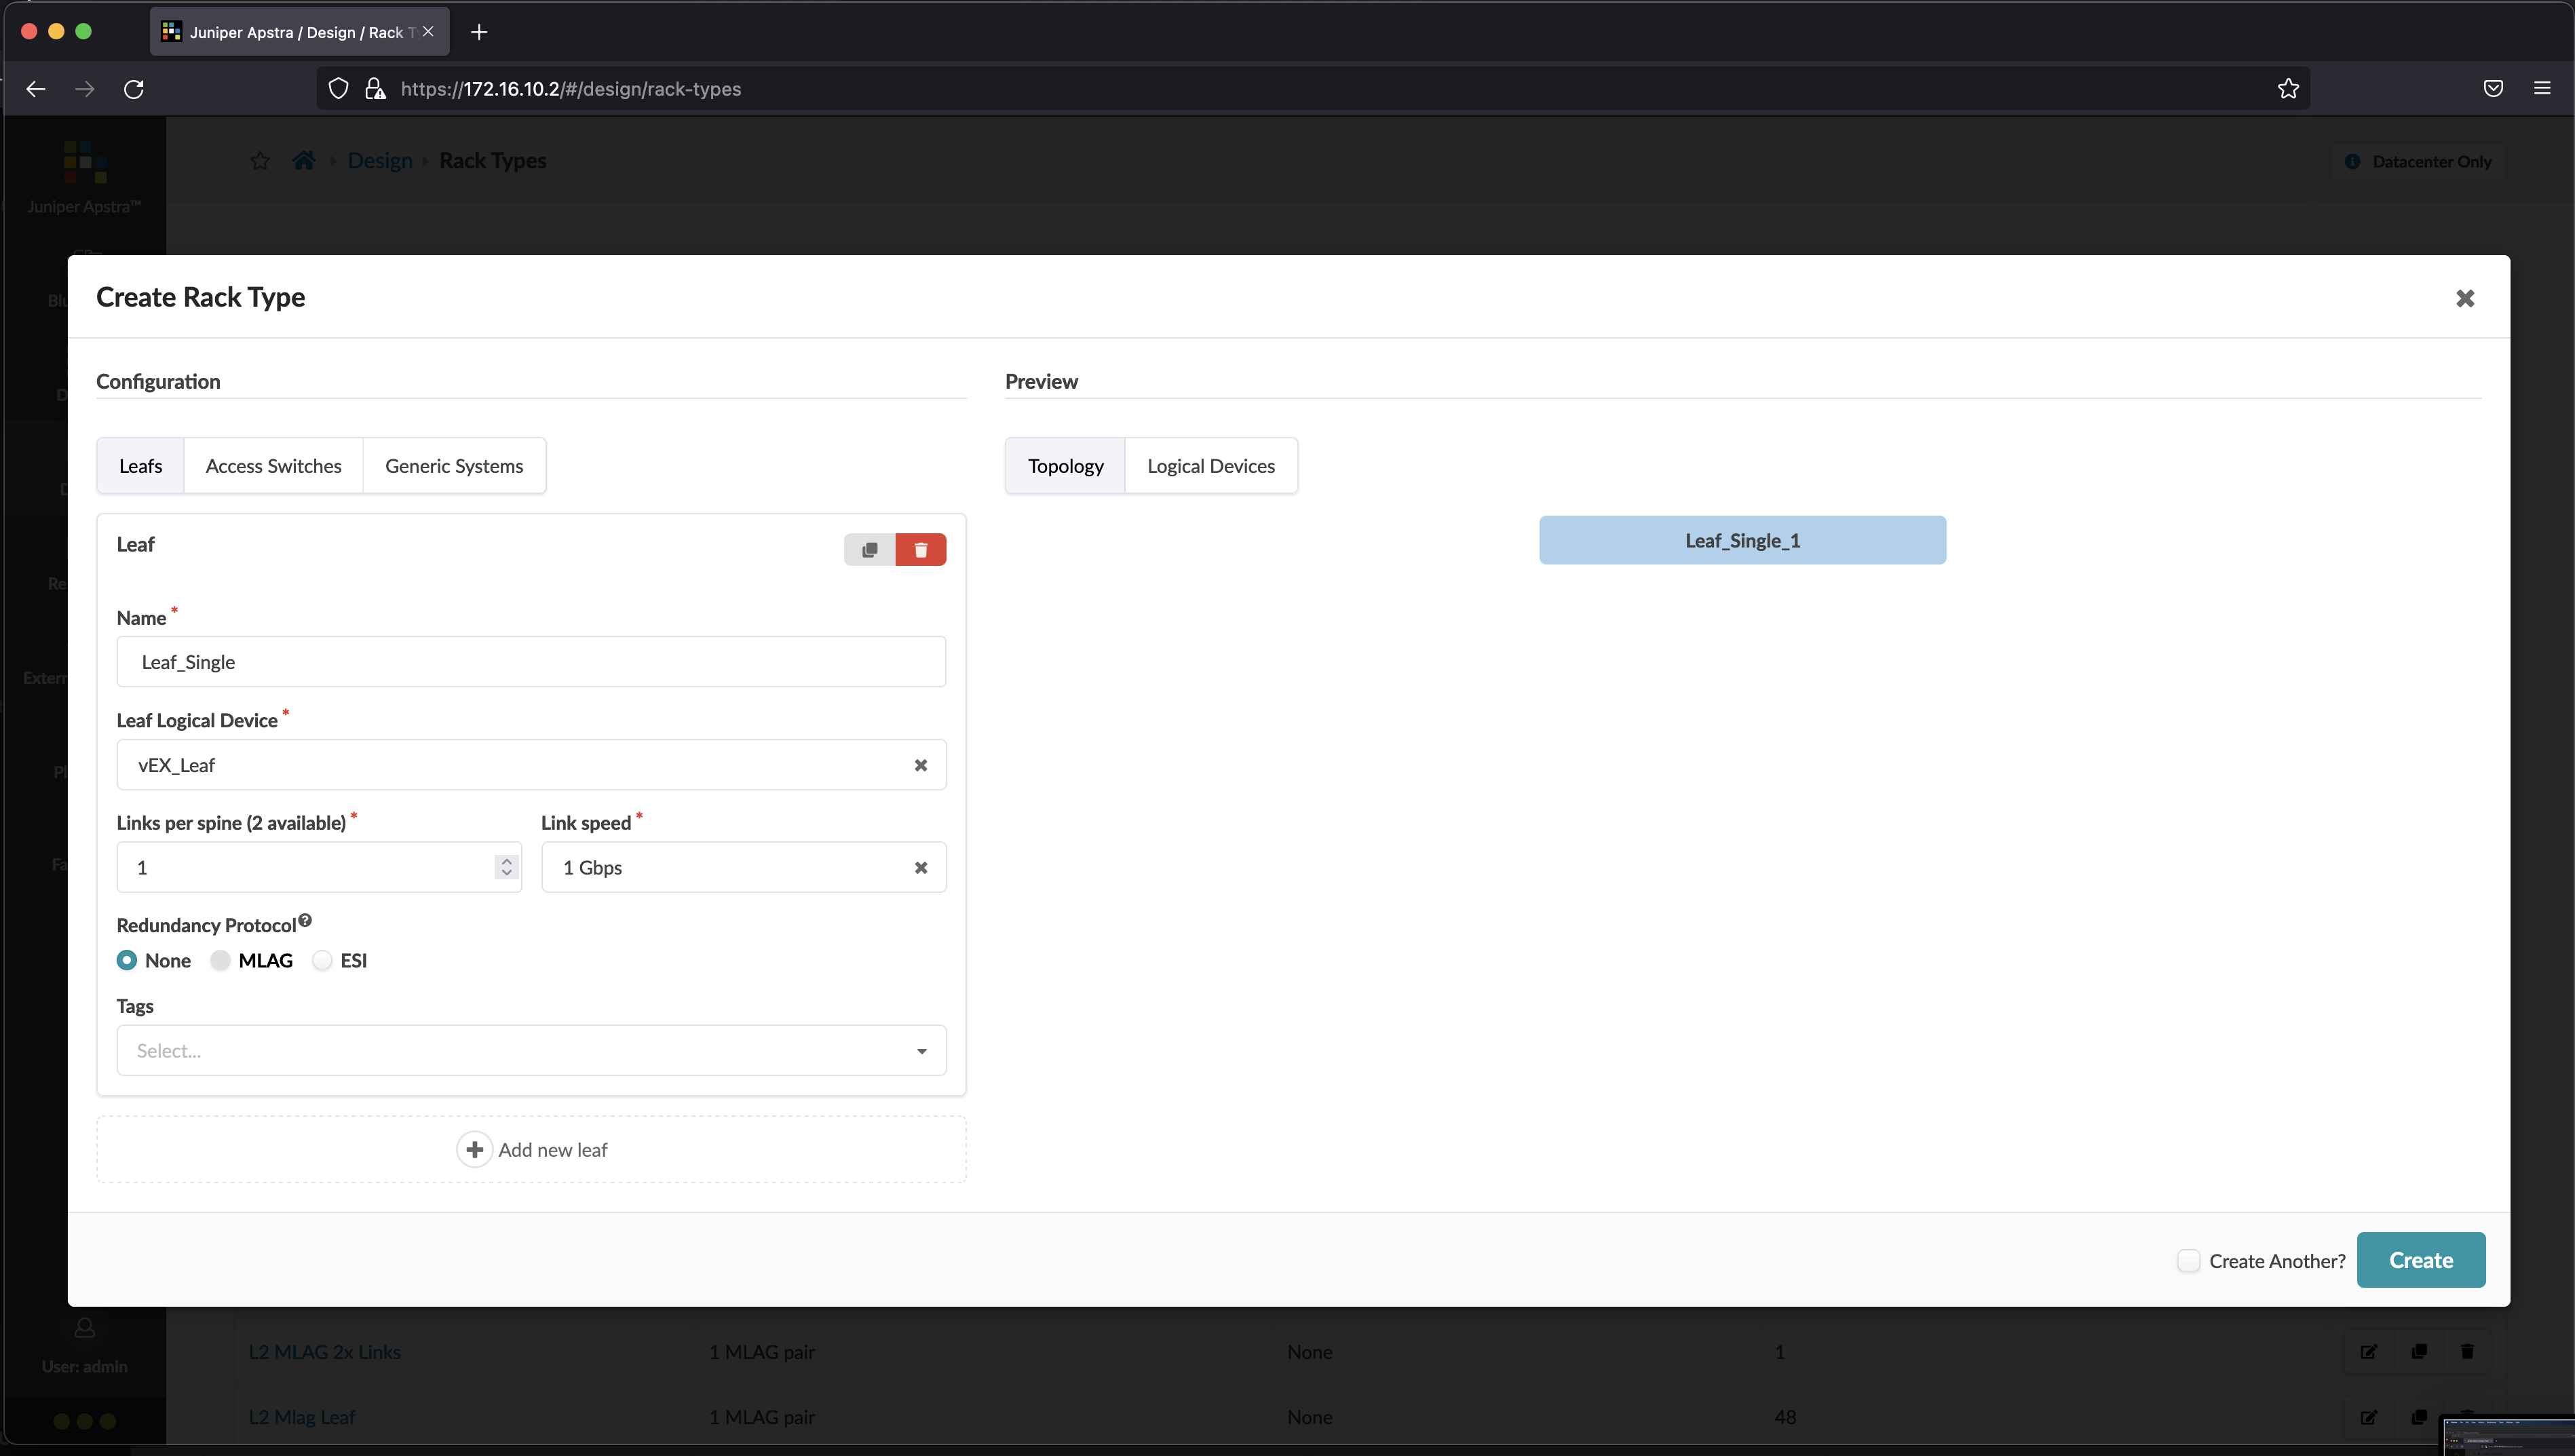 Juniper Apstra / Design / Rack T
https://172.16.10.2/#/design/rack-types
Juniper Apstra™
Design
Rack Types
Datacenter Only
Create Rack Type
Configuration
Preview
Leafs
Access Switches
Generic Systems
Topology
Logical Devices
Leaf
Leaf_Single_1
Name *
Leaf_Single
Leaf Logical Device *
vEX_Leaf
Links per spine (2 available) *
Link speed *
1
1 Gbps
Redundancy Protocol
None
MLAG
ESI
Tags
Select...
Add new leaf
Create Another?
Create
User: admin
L2 MLAG 2x Links
1 MLAG pair
None
1
L2 Mlag Leaf
1 MLAG pair
None
48